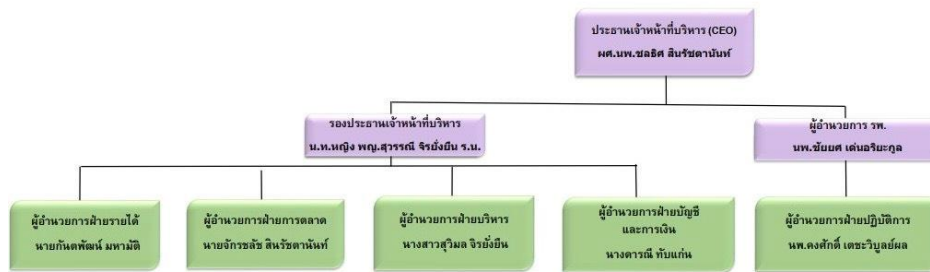 ประธานเจ้าหน้าที่บริหาร (CEO)
ผศ.นพ.ชลธิศ สินรัชตานันท์
รองประธานเจ้าหน้าที่บริหาร
น.ท.หญิง พญ.สุวรรณี จิรยั่งยืน ร.น.
ผู้อำนวยการ รพ.
นพ.ชัยยศ เด่นอริยะกูล
ผู้อำนวยการฝ่ายรายได้
นายกันตพัฒน์ มหามัติ
ผู้อำนวยการฝ่ายการตลาด
นายจักรชลัช สินรัชตานันท์
ผู้อำนวยการฝ่ายบริหาร
นางสาวสุวิมล จิรยั่งยืน
ผู้อำนวยการฝ่ายบัญชี
และการเงิน
นางดารณี ทับแก่น
ผู้อำนวยการฝ่ายปฏิบัติการ
นพ.คงศักดิ์ เตชะวิบูลย์ผล